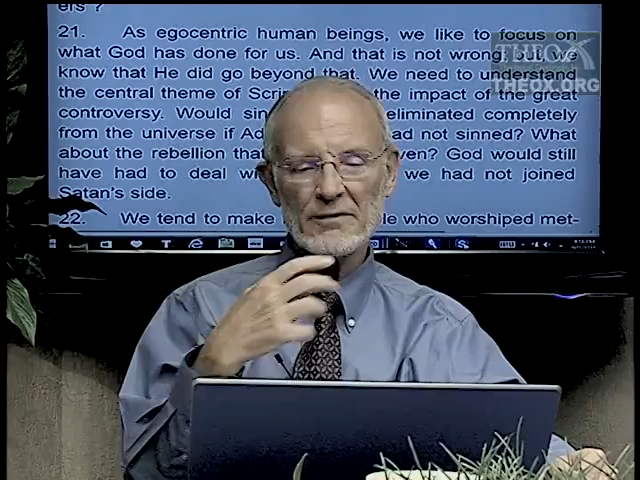 ers ?
21. As egocentric human beings, we like to focus on
what God has done for us. And that is not wrong; but, we
know that He did go beyond that. We need to understand
the central theme of Scri the impact of the great
controversy. Would sin eliminated completely
from the universe if Ad ad not sinned? What
about the rebellion tha ven? God would still
have had to deal w we had not joined
Satan's side.
22. We tend to make le who worshiped met-
THEOX
THEOX.ORG